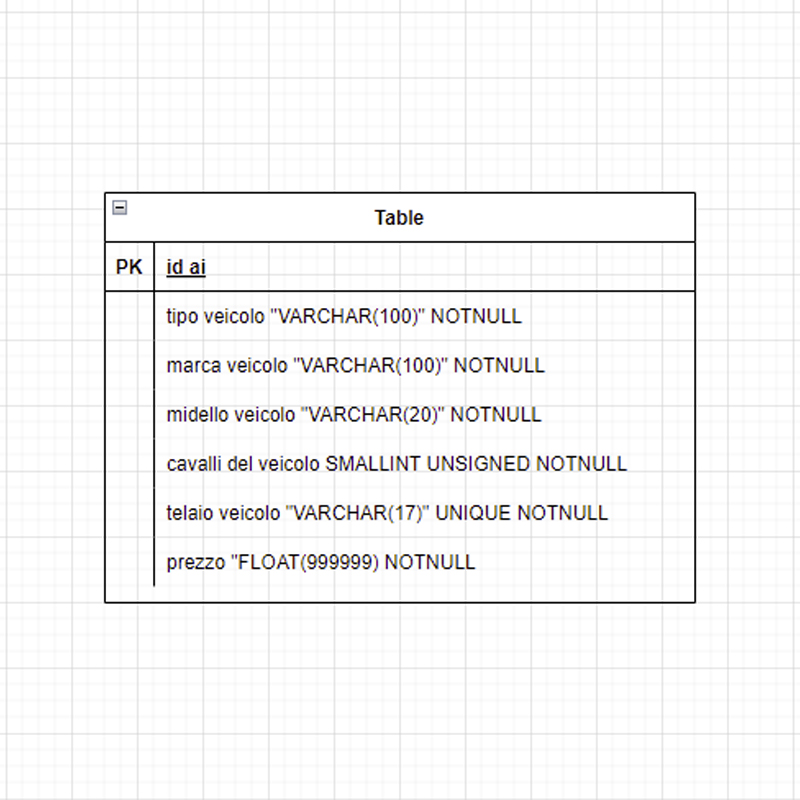 Table
PK id ai
tipo veicolo "VARCHAR(100)" NOTNULL
marca veicolo "VARCHAR(100)" NOTNULL
midello veicolo "VARCHAR(20)" NOTNULL
cavalli del veicolo SMALLINT UNSIGNED NOTNULL
telaio veicolo "VARCHAR(17)" UNIQUE NOTNULL
prezzo "FLOAT(999999) NOTNULL